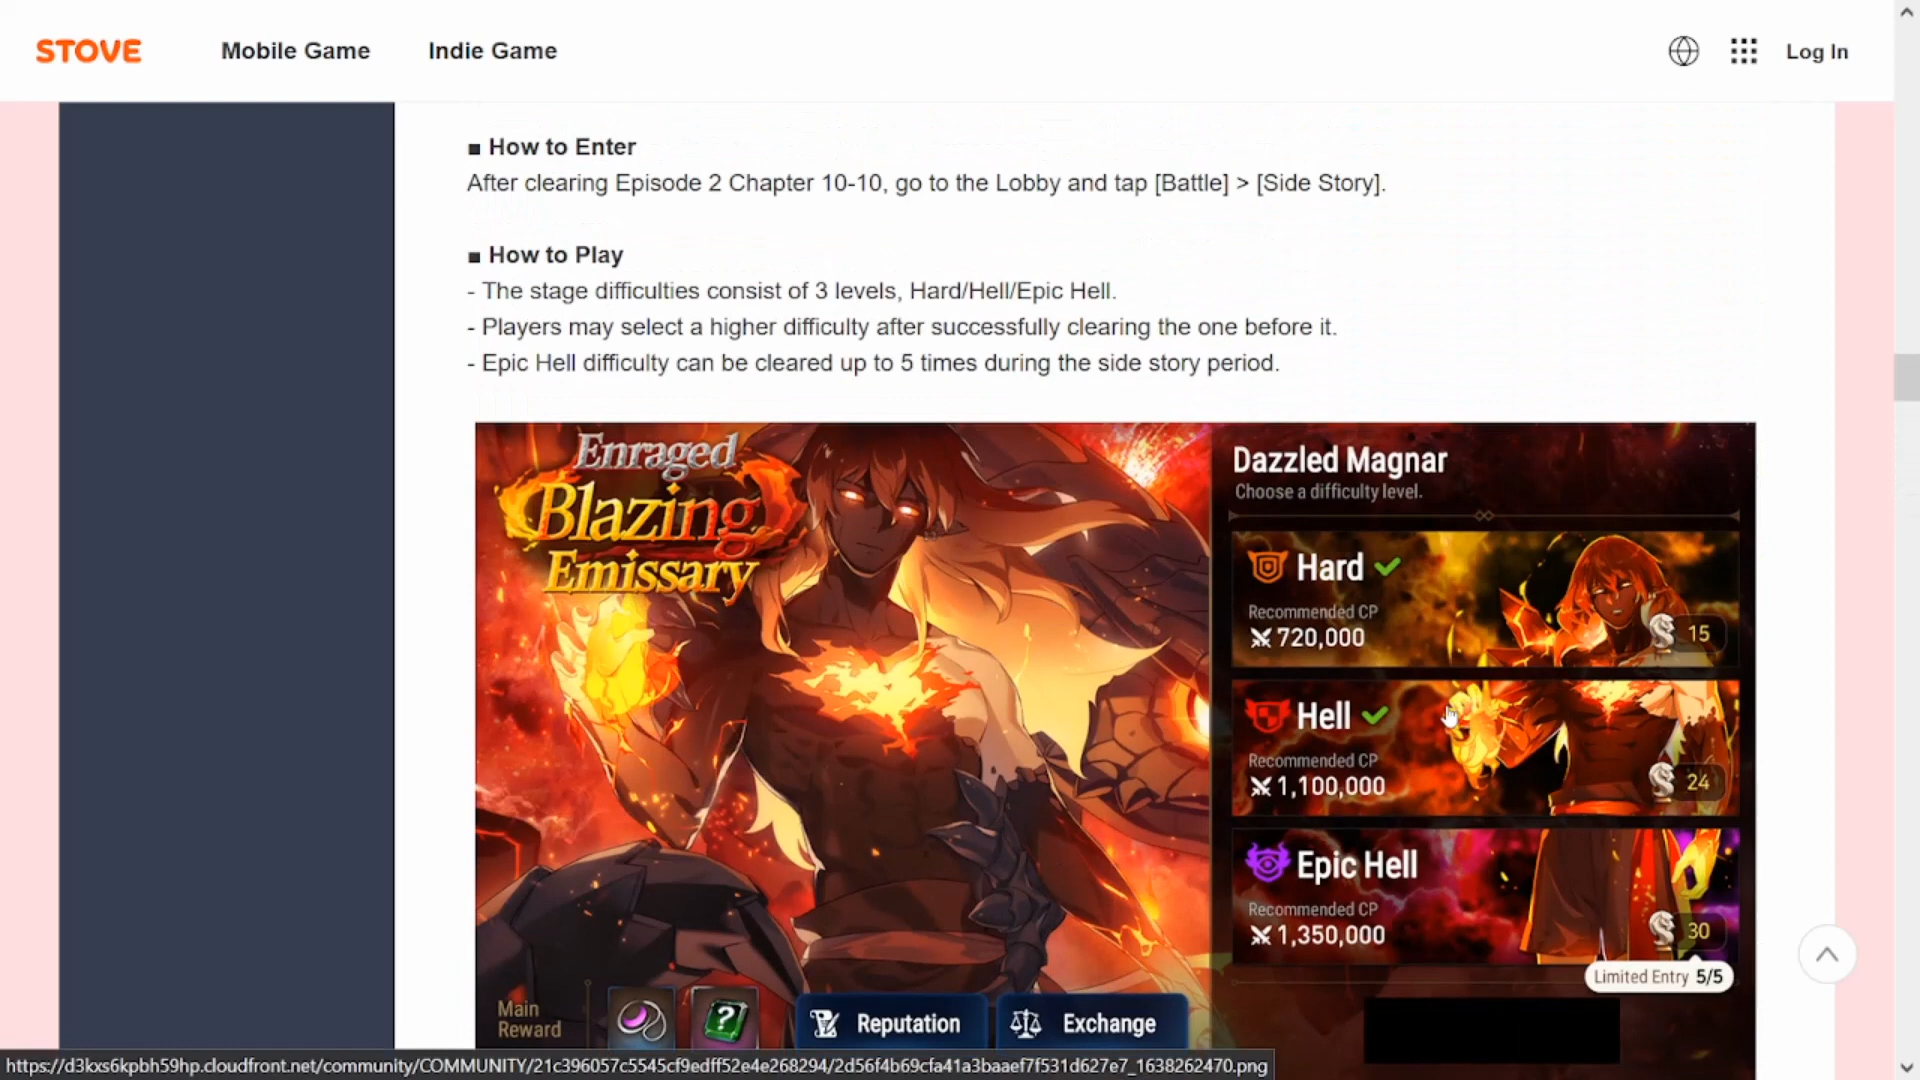 STOVE
Mobile Game
Indie Game
Log In
■ How to Enter
After clearing Episode 2 Chapter 10-10, go to the Lobby and tap [Battle] > [Side Story].
■ How to Play
- The stage difficulties consist of 3 levels, Hard/Hell/Epic Hell.
- Players may select a higher difficulty after successfully clearing the one before it.
- Epic Hell difficulty can be cleared up to 5 times during the side story period.
Enraged
Blazing
Emissary
Dazzled Magnar
Choose a difficulty level.
Hard
Recommended CP
720,000
15
Hell
Recommended CP
1,100,000
24
Epic Hell
Recommended CP
1,350,000
30
Limited Entry 5/5
Main
Reward
?
Reputation
Exchange
https://d3kxs6kpbh59hp.cloudfront.net/community/COMMUNITY/21c396057c5545cf9edff52e4e268294/2d56f4b69cfa41a3baaef7f531d627e7_1638262470.png